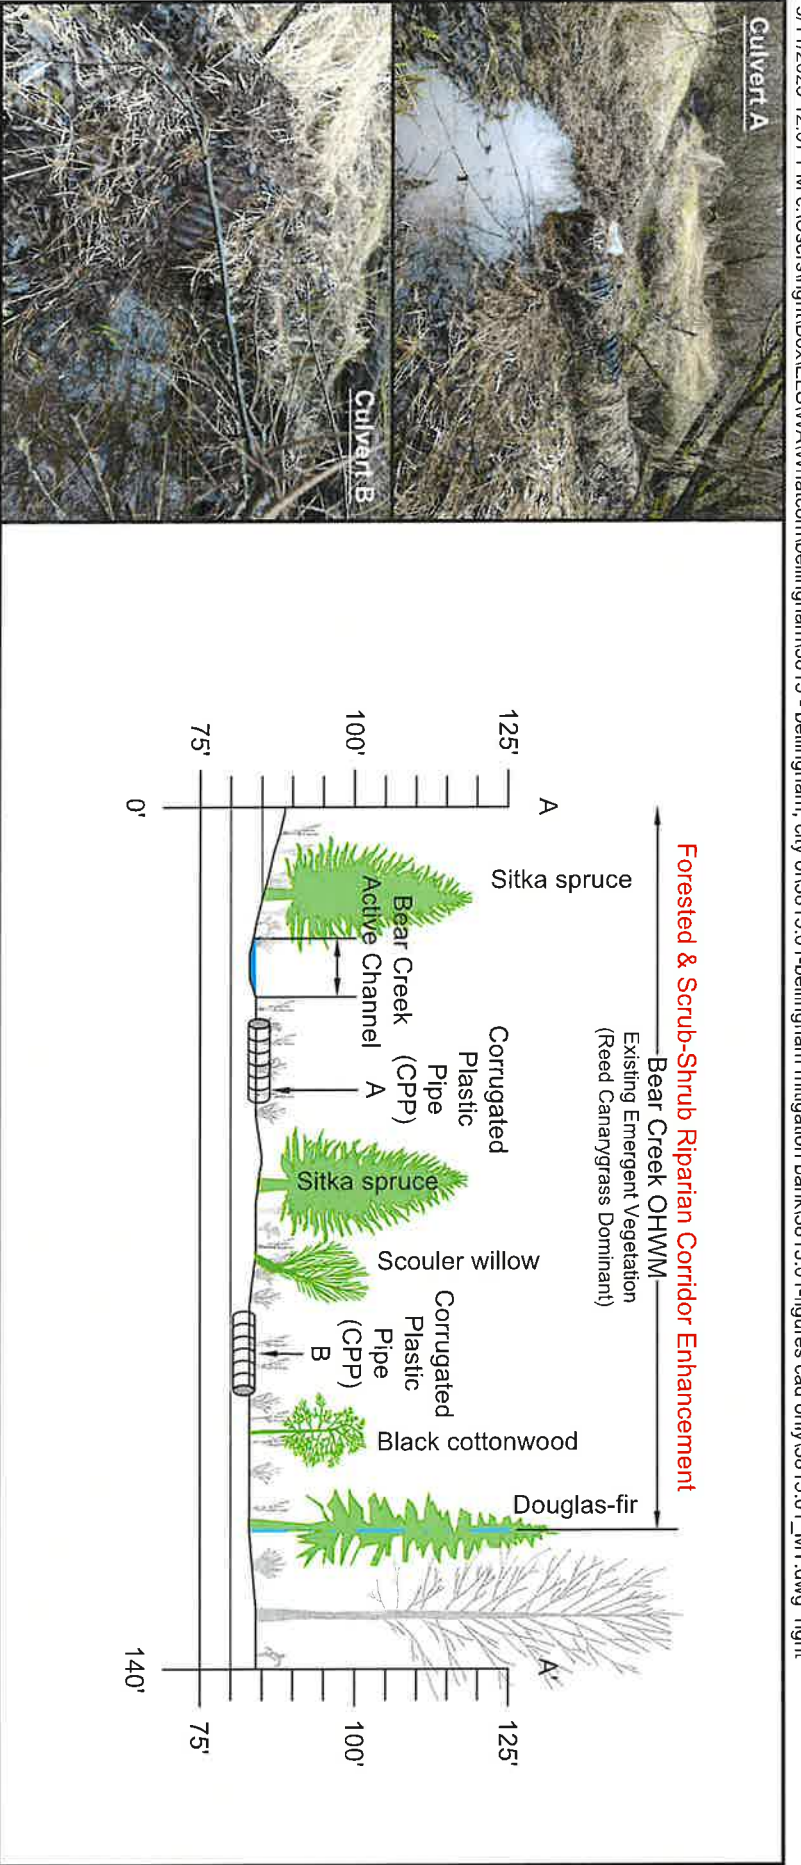 Culvert A
Culvert B
Forested & Scrub-Shrub Riparian Corridor Enhancement
Bear Creek OHWM
Existing Emergent Vegetation
(Reed Canarygrass Dominant)
A
A'
125'
100'
75'
0'
Sitka spruce
Bear Creek
Active Channel
Corrugated
Plastic
Pipe
(CPP)
A
Sitka spruce
Scouler willow
Corrugated
Plastic
Pipe
(CPP)
B
Black cottonwood
Douglas-fir
125'
100'
75'
140'